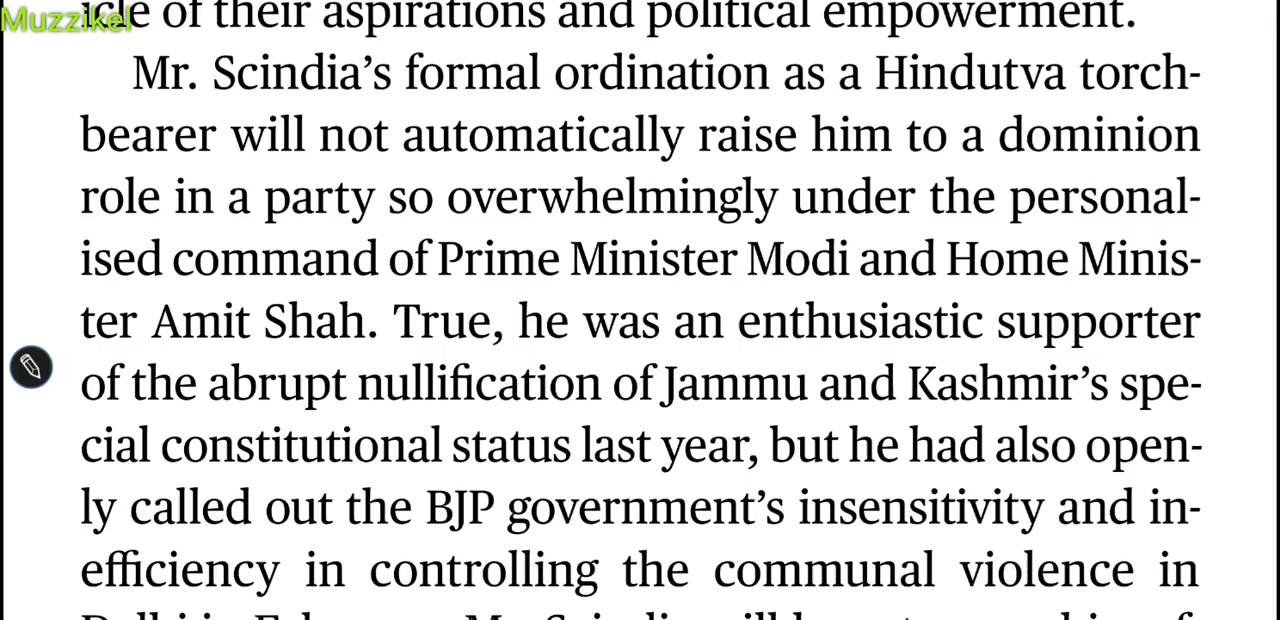 icle of their aspirations and political empowerment.
Muzzikel
Mr. Scindia’s formal ordination as a Hindutva torch-
bearer will not automatically raise him to a dominion
role in a party so overwhelmingly under the personal-
ised command of Prime Minister Modi and Home Minis-
ter Amit Shah. True, he was an enthusiastic supporter
of the abrupt nullification of Jammu and Kashmir’s spe-
cial constitutional status last year, but he had also open-
ly called out the BJP government’s insensitivity and in-
efficiency in controlling the communal violence in